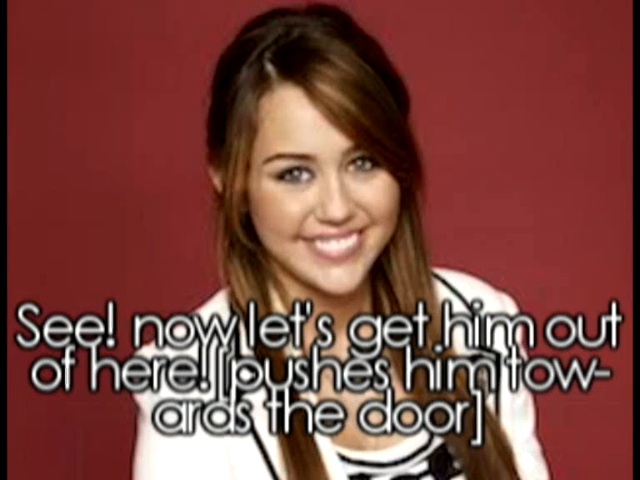 See! now let's get him out
of here! [pushes him tow-
ards the door]